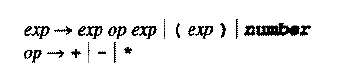 exp → exp op exp | ( exp ) | number
op → + | - | *